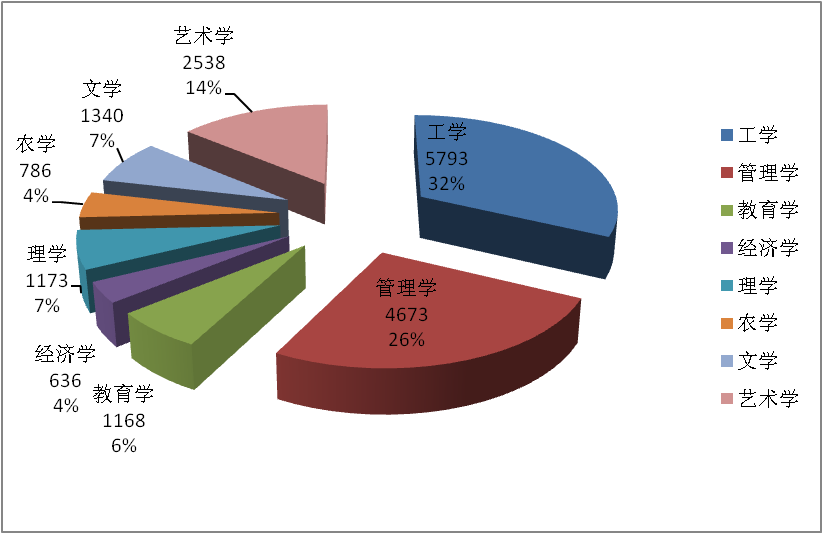 艺术学
2538
14%
文学
1340
7%
农学
786
4%
理学
1173
7%
经济学
636
4%
教育学
1168
6%
管理学
4673
26%
工学
5793
32%
工学
管理学
教育学
经济学
理学
农学
文学
艺术学